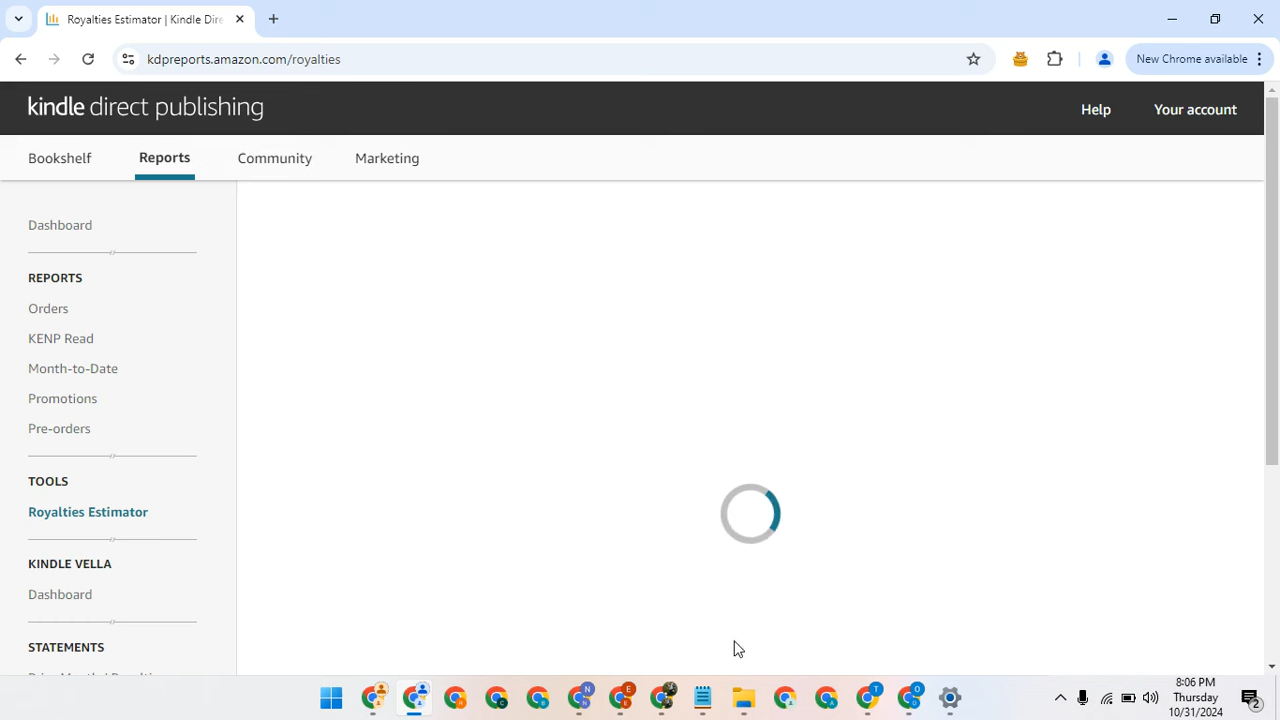 Royalties Estimator | Kindle Dire
kdpreports.amazon.com/royalties
New Chrome available
kindle direct publishing
Help
Your account
Bookshelf
Reports
Community
Marketing
Dashboard
REPORTS
Orders
KENP Read
Month-to-Date
Promotions
Pre-orders
TOOLS
Royalties Estimator
KINDLE VELLA
Dashboard
STATEMENTS
8:06 PM
Thursday
10/31/2024
2